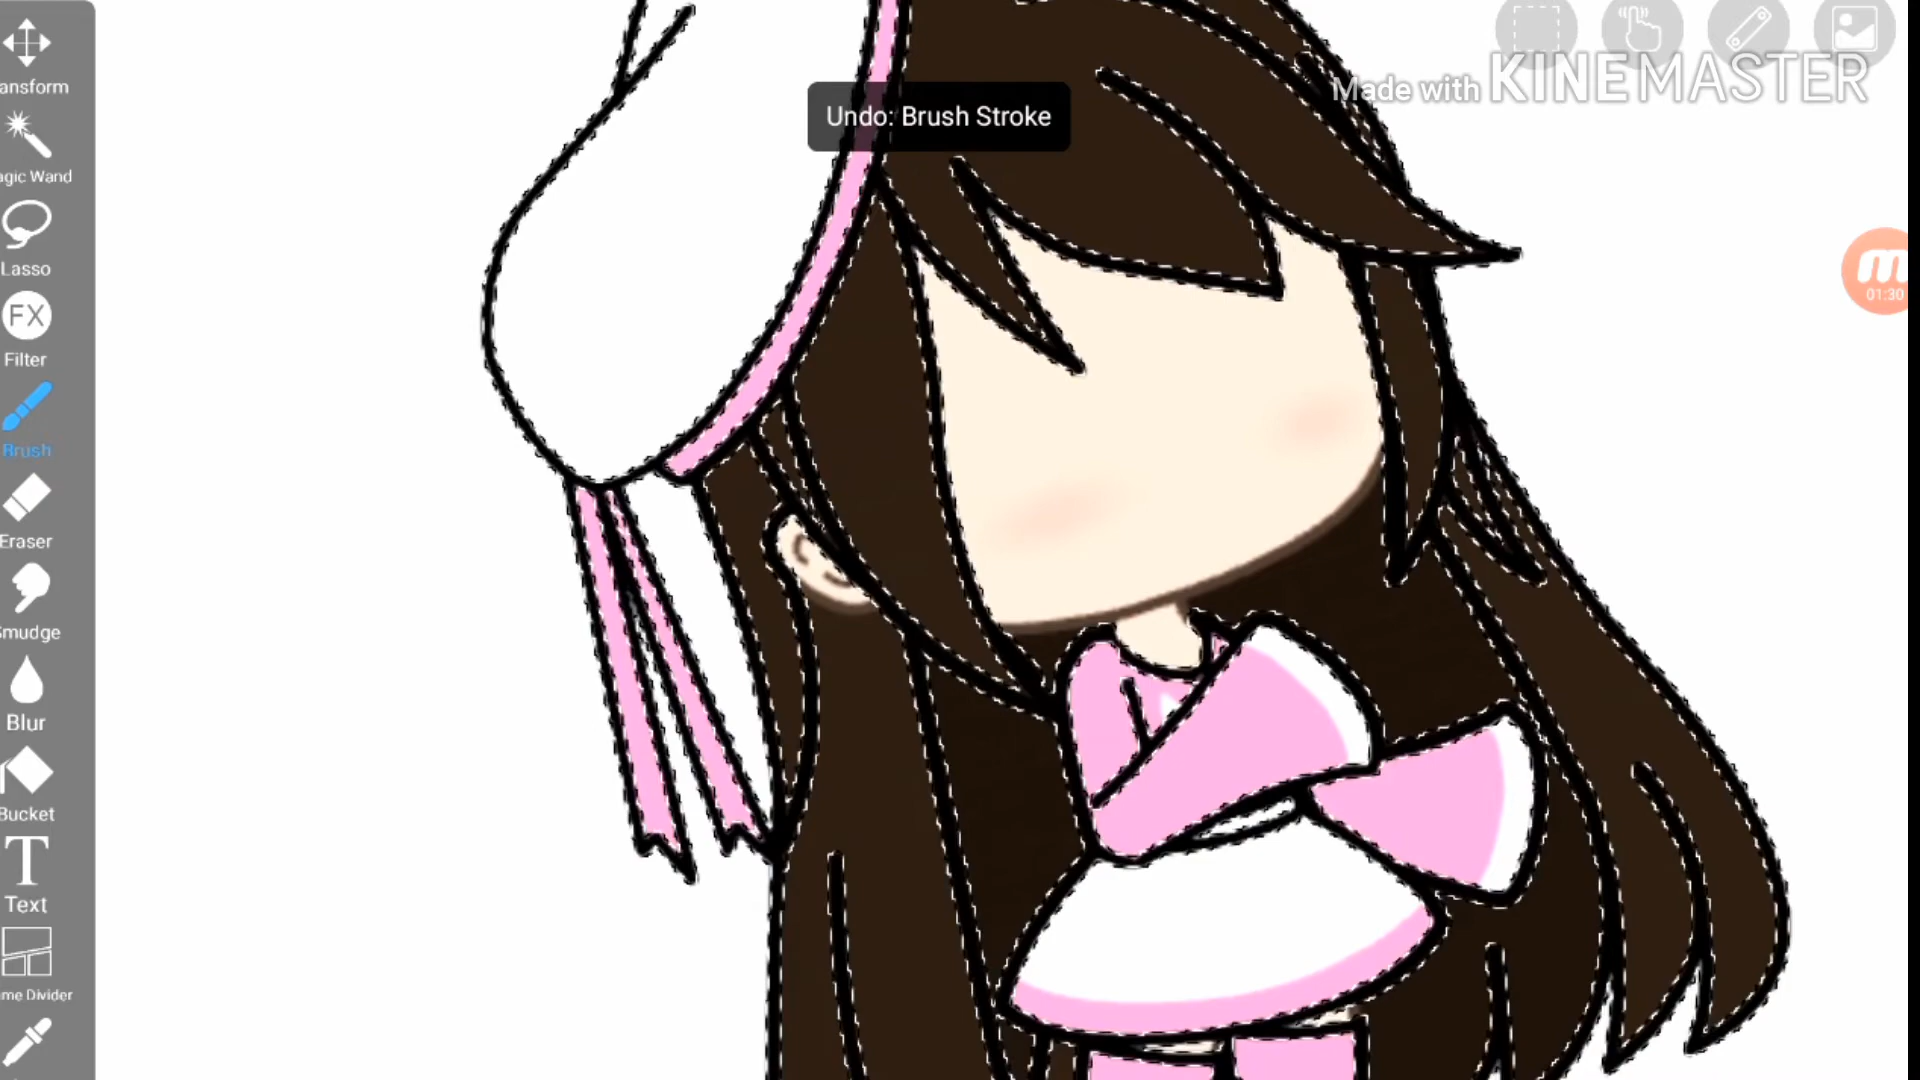 ansform
agic Wand
Lasso
FX
Filter
Brush
Eraser
Smudge
Blur
Bucket
T
Text
me Divider
Undo: Brush Stroke
Made with KINEMASTER
01:30